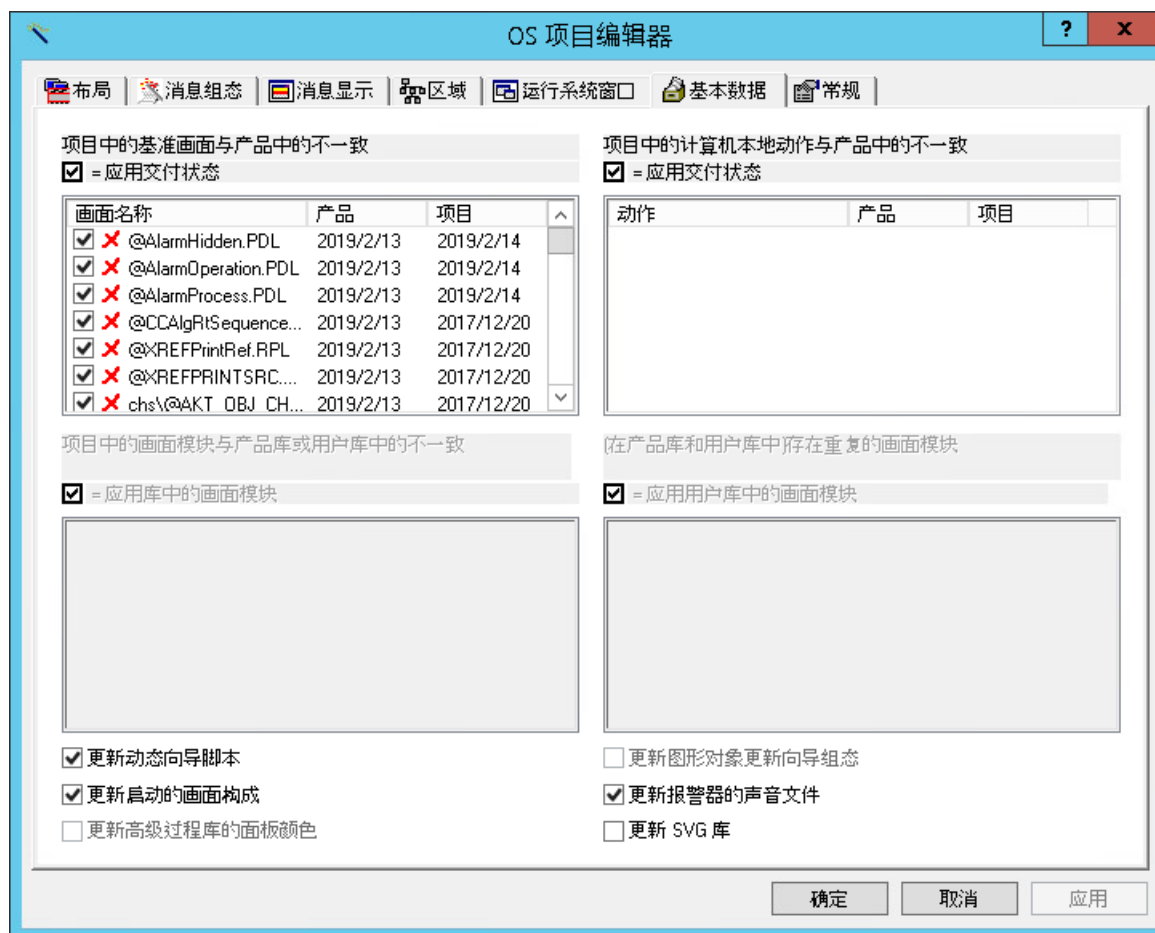 OS 项目编辑器
? x
布局 消息组态 消息显示 区域 运行系统窗口 基本数据 常规
项目中的基准画面与产品中的不一致
= 应用交付状态
画面名称 产品 项目
@AlarmHidden.PDL 2019/2/13 2019/2/14
@AlarmOperation.PDL 2019/2/13 2019/2/14
@AlarmProcess.PDL 2019/2/13 2019/2/14
@CCAlgRtSequence... 2019/2/13 2017/12/20
@XREFPrintRef.RPL 2019/2/13 2017/12/20
@XREFPRINTSRC.... 2019/2/13 2017/12/20
chs\@AKT_OBJ_CH... 2019/2/13 2017/12/20
项目中的计算机本地动作与产品中的不一致
= 应用交付状态
动作 产品 项目
项目中的画面模块与产品库或用户库中的不一致
= 应用库中的画面模块
(在产品库和用户库中)存在重复的画面模块
= 应用用户库中的画面模块
更新动态向导脚本
更新启动的画面构成
更新高级过程库的面板颜色
更新图形对象更新向导组态
更新报警器的声音文件
更新 SVG 库
确定 取消 应用